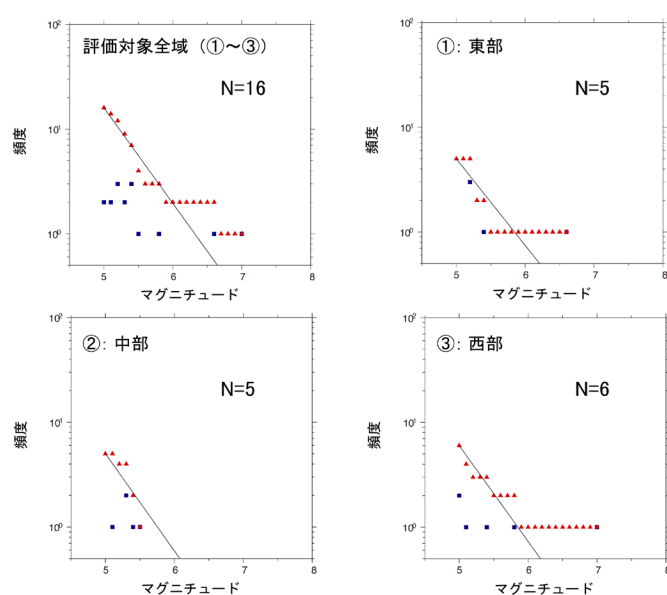 評価対象全域（①～③）
N=16
10²
10¹
10⁰
頻度
5 6 7 8
マグニチュード
①: 東部
N=5
10²
10¹
10⁰
頻度
5 6 7 8
マグニチュード
②: 中部
N=5
10²
10¹
10⁰
頻度
5 6 7 8
マグニチュード
③: 西部
N=6
10²
10¹
10⁰
頻度
5 6 7 8
マグニチュード